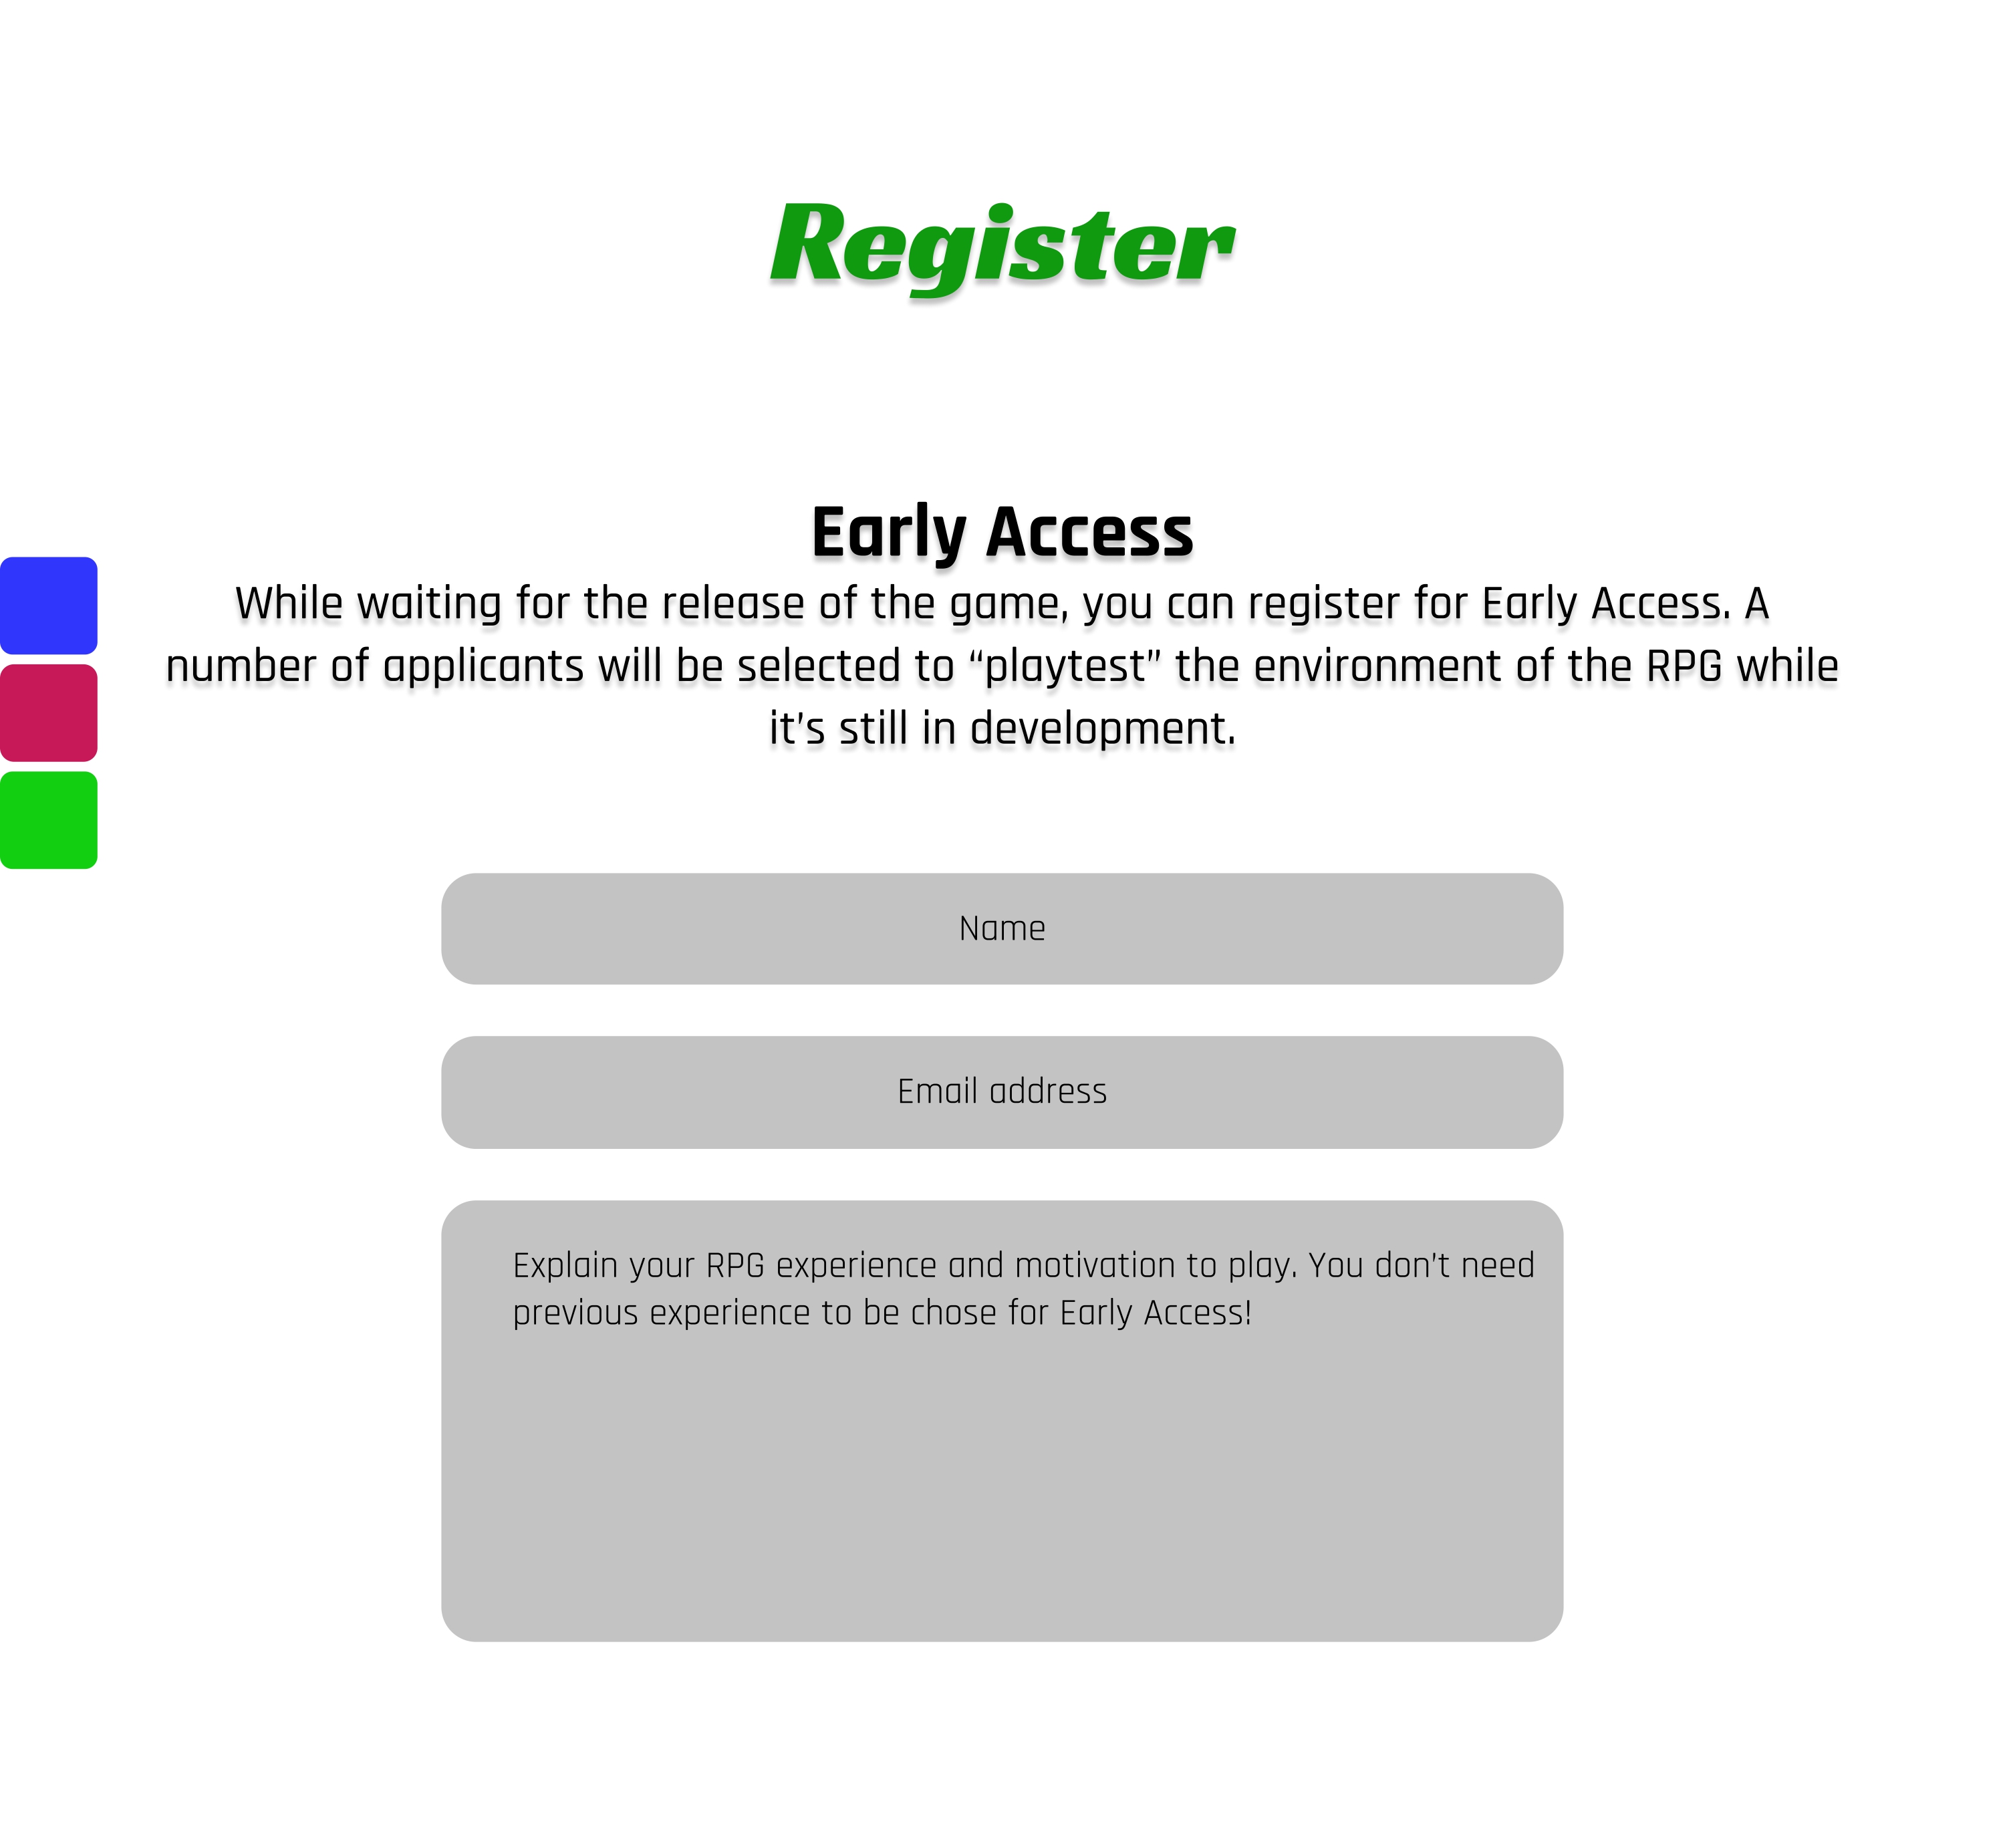 Register
Early Access
While waiting for the release of the game, you can register for Early Access. A
number of applicants will be selected to “playtest” the environment of the RPG while
it’s still in development.
Name
Email address
Explain your RPG experience and motivation to play. You don’t need
previous experience to be chose for Early Access!